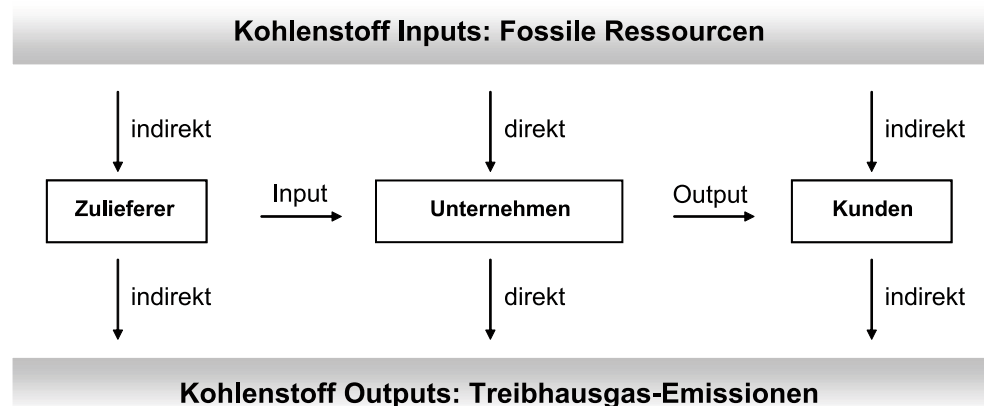 Kohlenstoff Inputs: Fossile Ressourcen
indirekt
direkt
indirekt
Zulieferer
Input
Unternehmen
Output
Kunden
indirekt
direkt
indirekt
Kohlenstoff Outputs: Treibhausgas-Emissionen